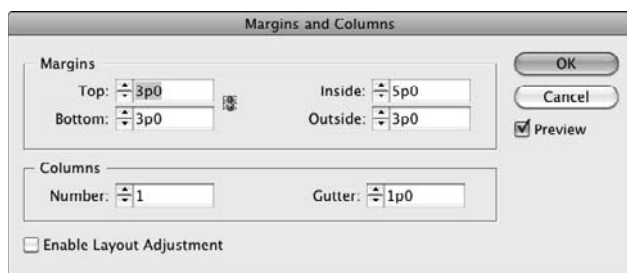 Margins and Columns
Margins
Top: 3p0
Inside: 5p0
Bottom: 3p0
Outside: 3p0
OK
Cancel
Preview
Columns
Number: 1
Gutter: 1p0
Enable Layout Adjustment